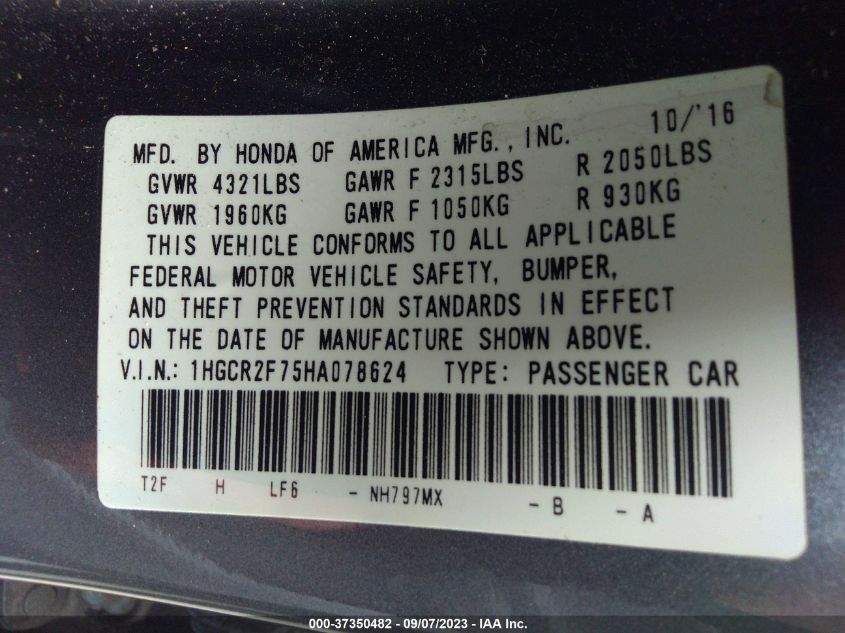 MFD. BY HONDA OF AMERICA MFG., INC. 10/'16
GVWR 4321LBS GAWR F 2315LBS R 2050LBS
GVWR 1960KG GAWR F 1050KG R 930KG
THIS VEHICLE CONFORMS TO ALL APPLICABLE
FEDERAL MOTOR VEHICLE SAFETY, BUMPER,
AND THEFT PREVENTION STANDARDS IN EFFECT
ON THE DATE OF MANUFACTURE SHOWN ABOVE.
V.I.N.: 1HGCR2F75HA078624 TYPE: PASSENGER CAR
T2F H LF6 - NH797MX - B - A
000-37350482 - 09/07/2023 - IAA Inc.